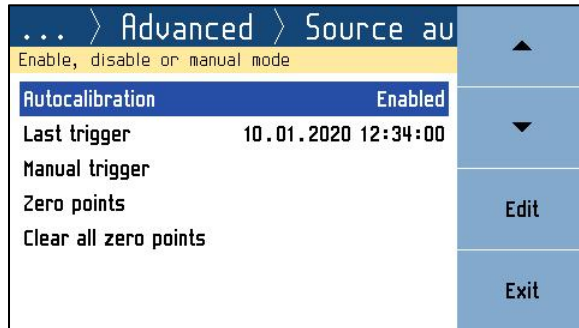 ... > Advanced > Source au
Enable, disable or manual mode
Autocalibration Enabled
Last trigger 10.01.2020 12:34:00
Manual trigger
Zero points
Clear all zero points
Edit
Exit